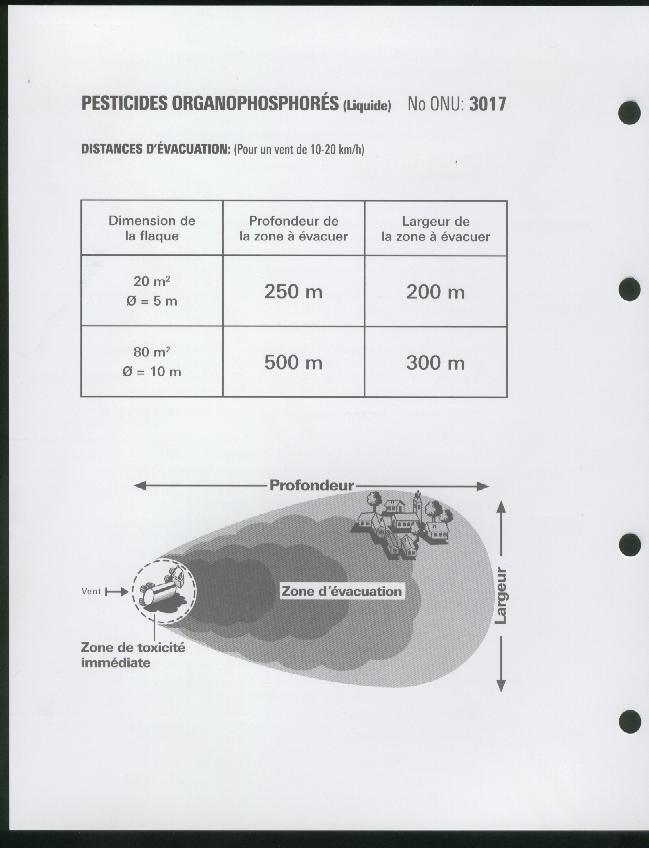 PESTICIDES ORGANOPHOSPHORÉS (Liquide) No ONU: 3017
DISTANCES D'ÉVACUATION: (Pour un vent de 10-20 km/h)
Dimension de
la flaque
Profondeur de
la zone à évacuer
Largeur de
la zone à évacuer
20 m²
Ø = 5 m
250 m
200 m
80 m²
Ø = 10 m
500 m
300 m
Profondeur
Vent
Zone d'évacuation
Largeur
Zone de toxicité
immédiate